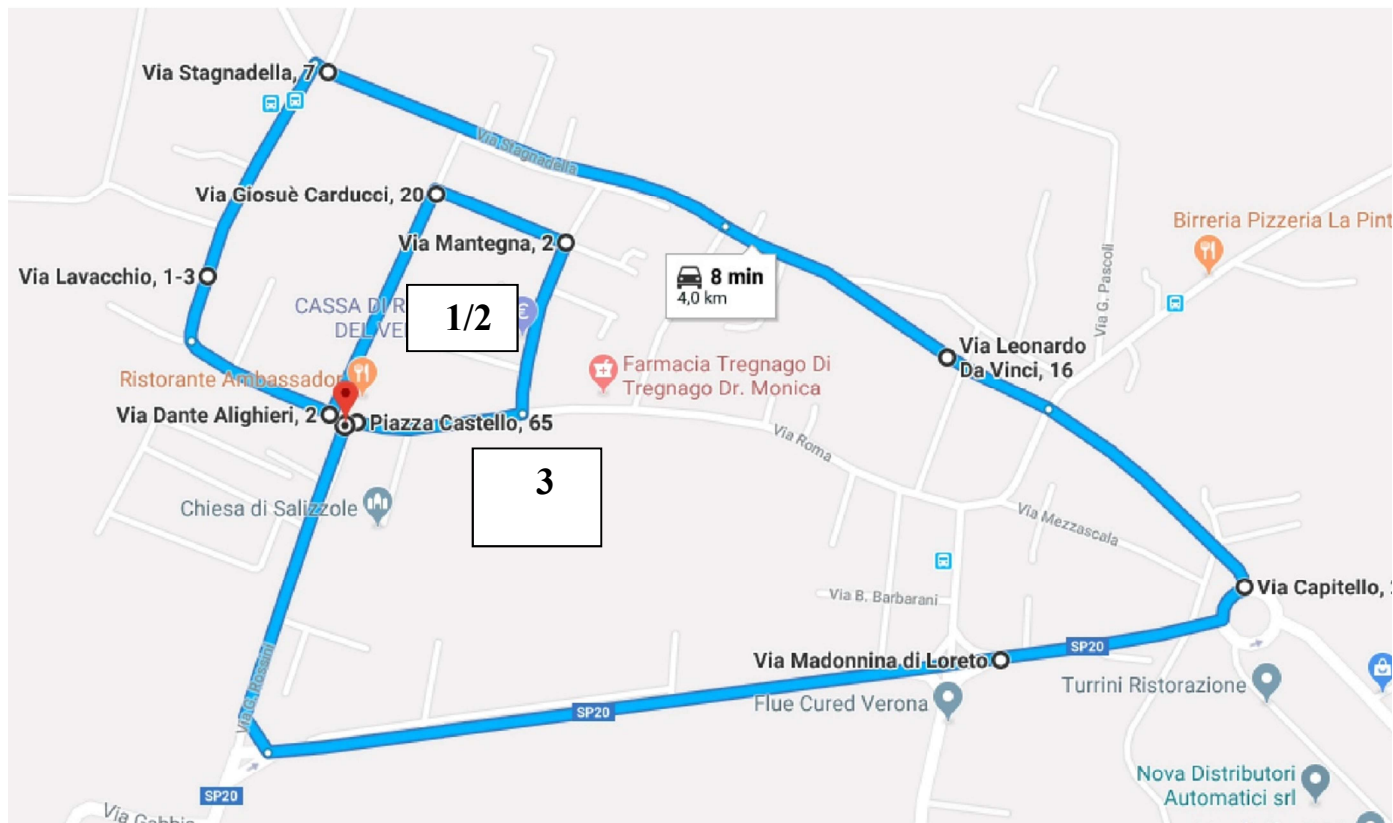 Via Stagnadella, 7
Via Stagnadella
Via Giosuè Carducci, 20
Birreria Pizzeria La Pint
Via Mantegna, 2
Via Lavacchio, 1-3
8 min
4,0 km
Via G. Pascoli
CASSA DI R
DEL VE
1/2
€
Via Leonardo
Da Vinci, 16
Farmacia Tregnago Di
Tregnago Dr. Monica
Ristorante Ambassador
Via Dante Alighieri, 2
Piazza Castello, 65
Via Roma
3
Chiesa di Salizzole
Via Mezzascala
Via Capitello,
Via B. Barbarani
SP20
Via Madonnina di Loreto
Turrini Ristorazione
Via G. Rossini
Flue Cured Verona
SP20
Nova Distributori
Automatici srl
SP20
Via Gabbia